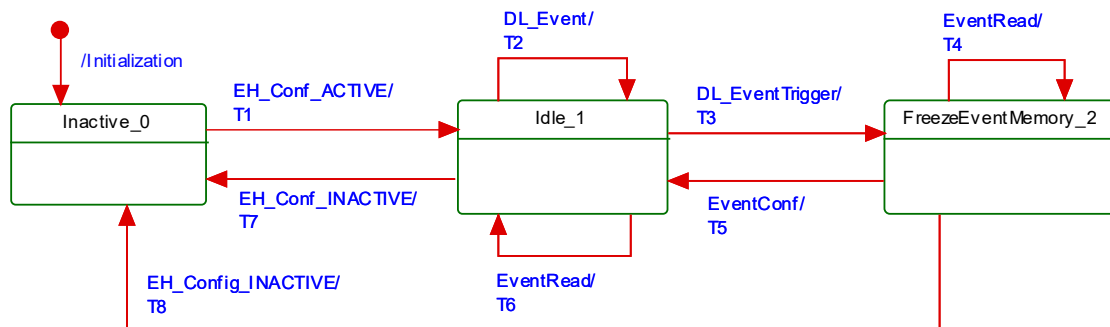 DL_Event/
T2
EventRead/
T4
/Initialization
EH_Conf_ACTIVE/
T1
DL_EventTrigger/
T3
Inactive_0
Idle_1
FreezeEventMemory_2
EH_Conf_INACTIVE/
T7
EventConf/
T5
EH_Config_INACTIVE/
T8
EventRead/
T6